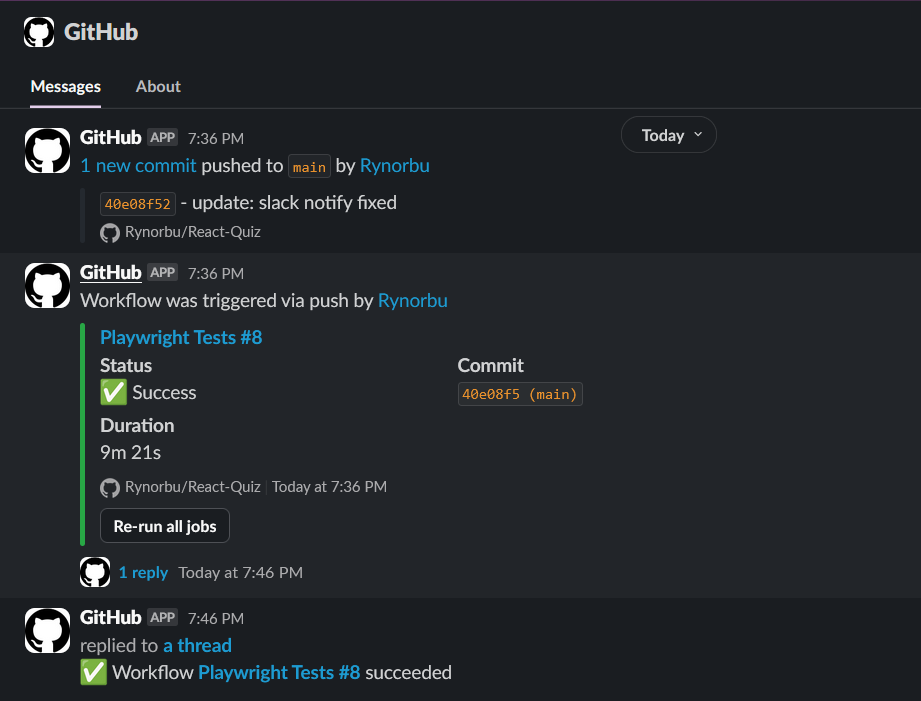 GitHub
Messages About
Today
GitHub APP 7:36 PM
1 new commit pushed to main by Rynorbu
40e08f52 - update: slack notify fixed
Rynorbu/React-Quiz
GitHub APP 7:36 PM
Workflow was triggered via push by Rynorbu
Playwright Tests #8
Status Commit
✅ Success 40e08f5 (main)
Duration
9m 21s
Rynorbu/React-Quiz Today at 7:36 PM
Re-run all jobs
1 reply Today at 7:46 PM
GitHub APP 7:46 PM
replied to a thread
✅ Workflow Playwright Tests #8 succeeded